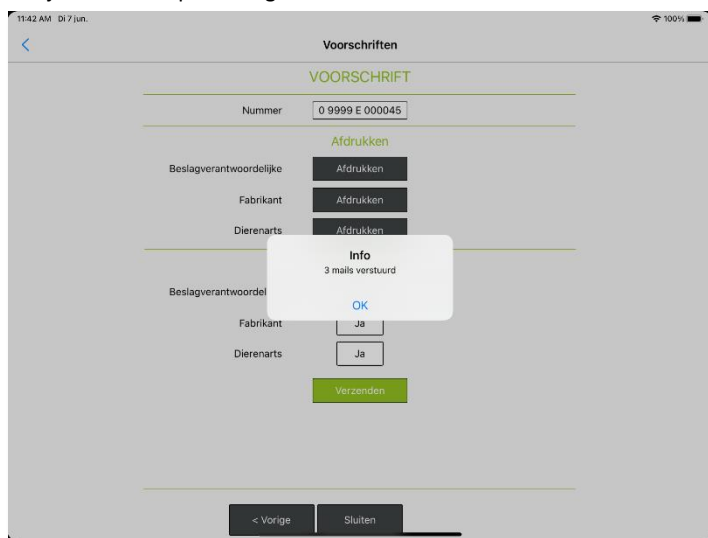 11:42 AM Di 7 jun.
100%
Voorschriften
VOORSCHRIFT
Nummer 0 9999 E 000045
Afdrukken
Beslagverantwoordelijke Afdrukken
Fabrikant Afdrukken
Dierenarts Afdrukken
Info
3 mails verstuurd
Beslagverantwoordel
OK
Fabrikant Ja
Dierenarts Ja
Verzenden
< Vorige Sluiten